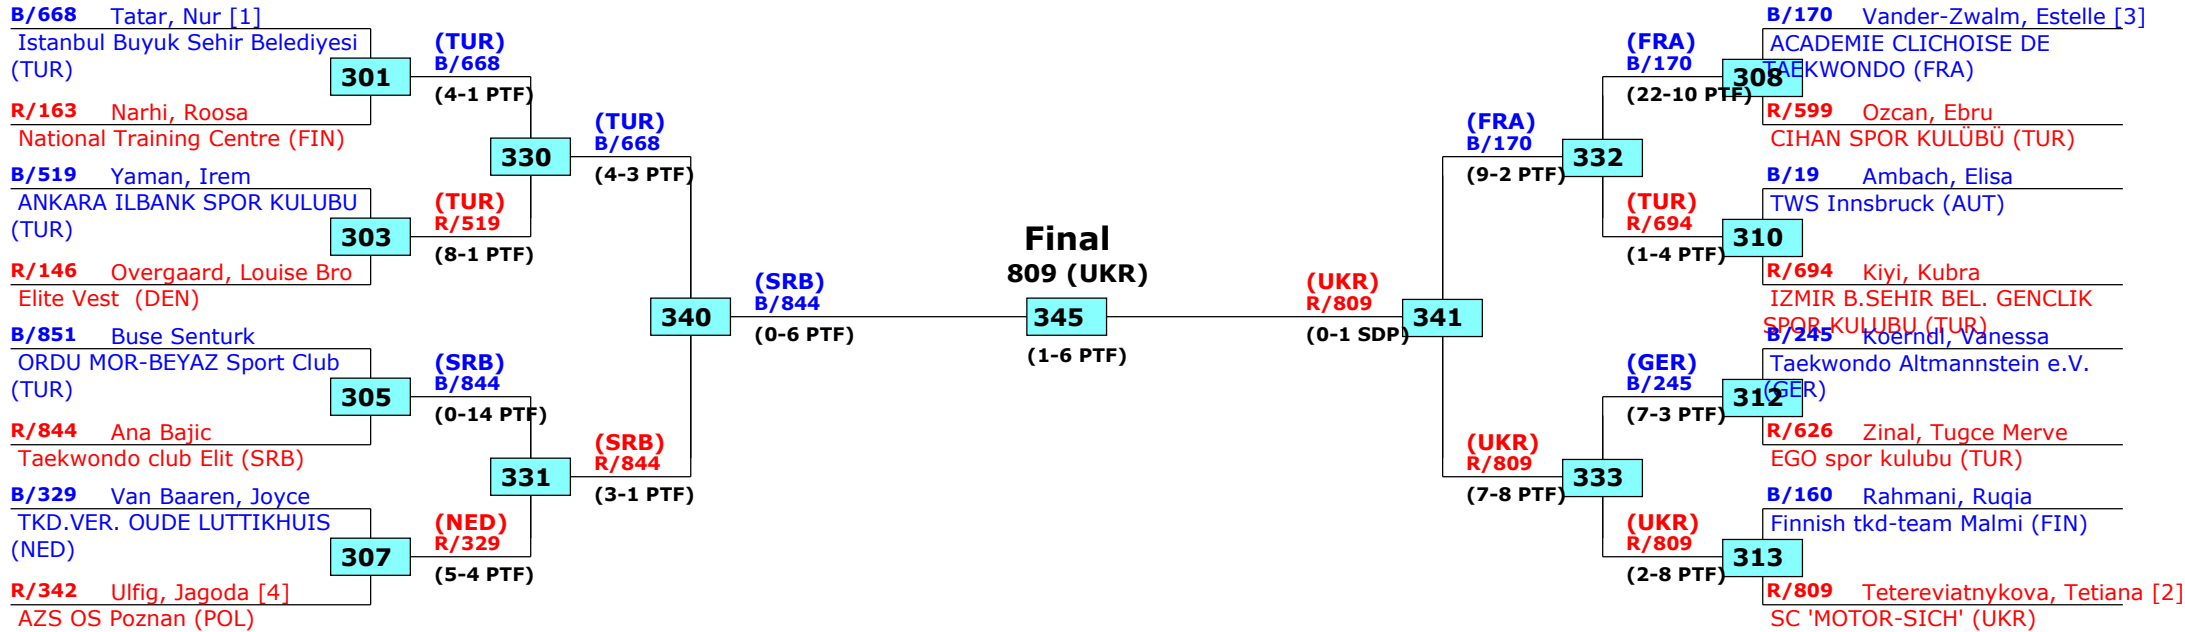 B/668 Tatar, Nur [1]
Istanbul Buyuk Sehir Belediyesi
(TUR)
301
R/163 Narhi, Roosa
National Training Centre (FIN)
B/519 Yaman, Irem
ANKARA ILBANK SPOR KULUBU
(TUR)
303
R/146 Overgaard, Louise Bro
Elite Vest (DEN)
B/851 Buse Senturk
ORDU MOR-BEYAZ Sport Club
(TUR)
305
R/844 Ana Bajic
Taekwondo club Elit (SRB)
B/329 Van Baaren, Joyce
TKD.VER. OUDE LUTTIKHUIS
(NED)
307
R/342 Ulfig, Jagoda [4]
AZS OS Poznan (POL)
(TUR)
B/668
(4-1 PTF)
330
(TUR)
R/519
(8-1 PTF)
(SRB)
B/844
(0-14 PTF)
331
(NED)
R/329
(5-4 PTF)
(TUR)
B/668
(4-3 PTF)
340
(SRB)
R/844
(3-1 PTF)
(SRB)
B/844
(0-6 PTF)
Final
809 (UKR)
345
(1-6 PTF)
(UKR)
R/809
(0-1 SDP)
341
(FRA)
B/170
(9-2 PTF)
332
(UKR)
R/809
(7-8 PTF)
333
(FRA)
B/170
(22-10 PTF)
(TUR)
R/694
(1-4 PTF)
(GER)
B/245
(7-3 PTF)
(UKR)
R/809
(2-8 PTF)
B/170 Vander-Zwalm, Estelle [3]
ACADEMIE CLICHOISE DE
TAEKWONDO (FRA)
308
R/599 Ozcan, Ebru
CIHAN SPOR KULÜBÜ (TUR)
B/19 Ambach, Elisa
TWS Innsbruck (AUT)
310
R/694 Kiyi, Kubra
IZMIR B.SEHIR BEL. GENCLIK
SPOR KULUBU (TUR)
B/245 Koerndl, Vanessa
Taekwondo Altmannstein e.V.
(GER)
312
R/626 Zinal, Tugce Merve
EGO spor kulubu (TUR)
B/160 Rahmani, Ruqia
Finnish tkd-team Malmi (FIN)
313
R/809 Tetereviatnykova, Tetiana [2]
SC 'MOTOR-SICH' (UKR)